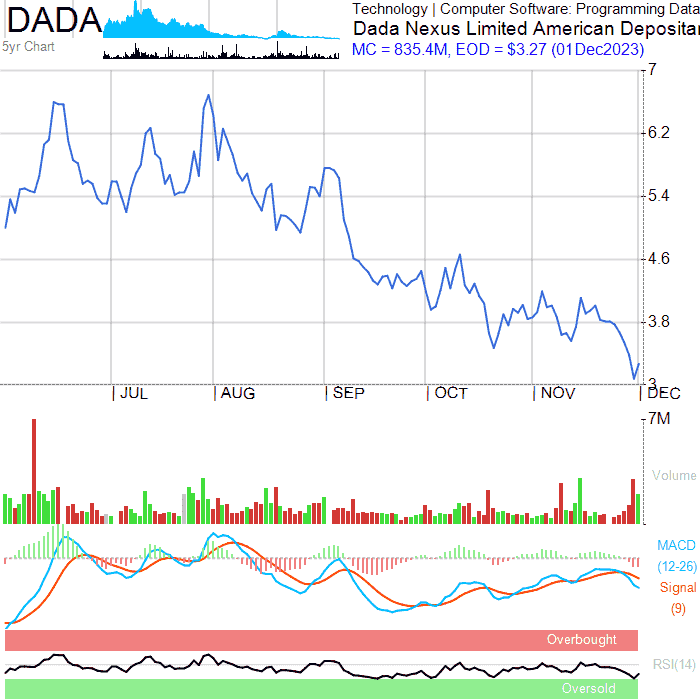 DADA
5yr Chart
Technology | Computer Software: Programming Data
Dada Nexus Limited American Depositar
MC = 835.4M, EOD = $3.27 (01Dec2023)
7
6.2
5.4
4.6
3.8
3
| JUL | AUG | SEP | OCT | NOV | DEC
7M
Volume
MACD
(12-26)
Signal
(9)
Overbought
RSI(14)
Oversold